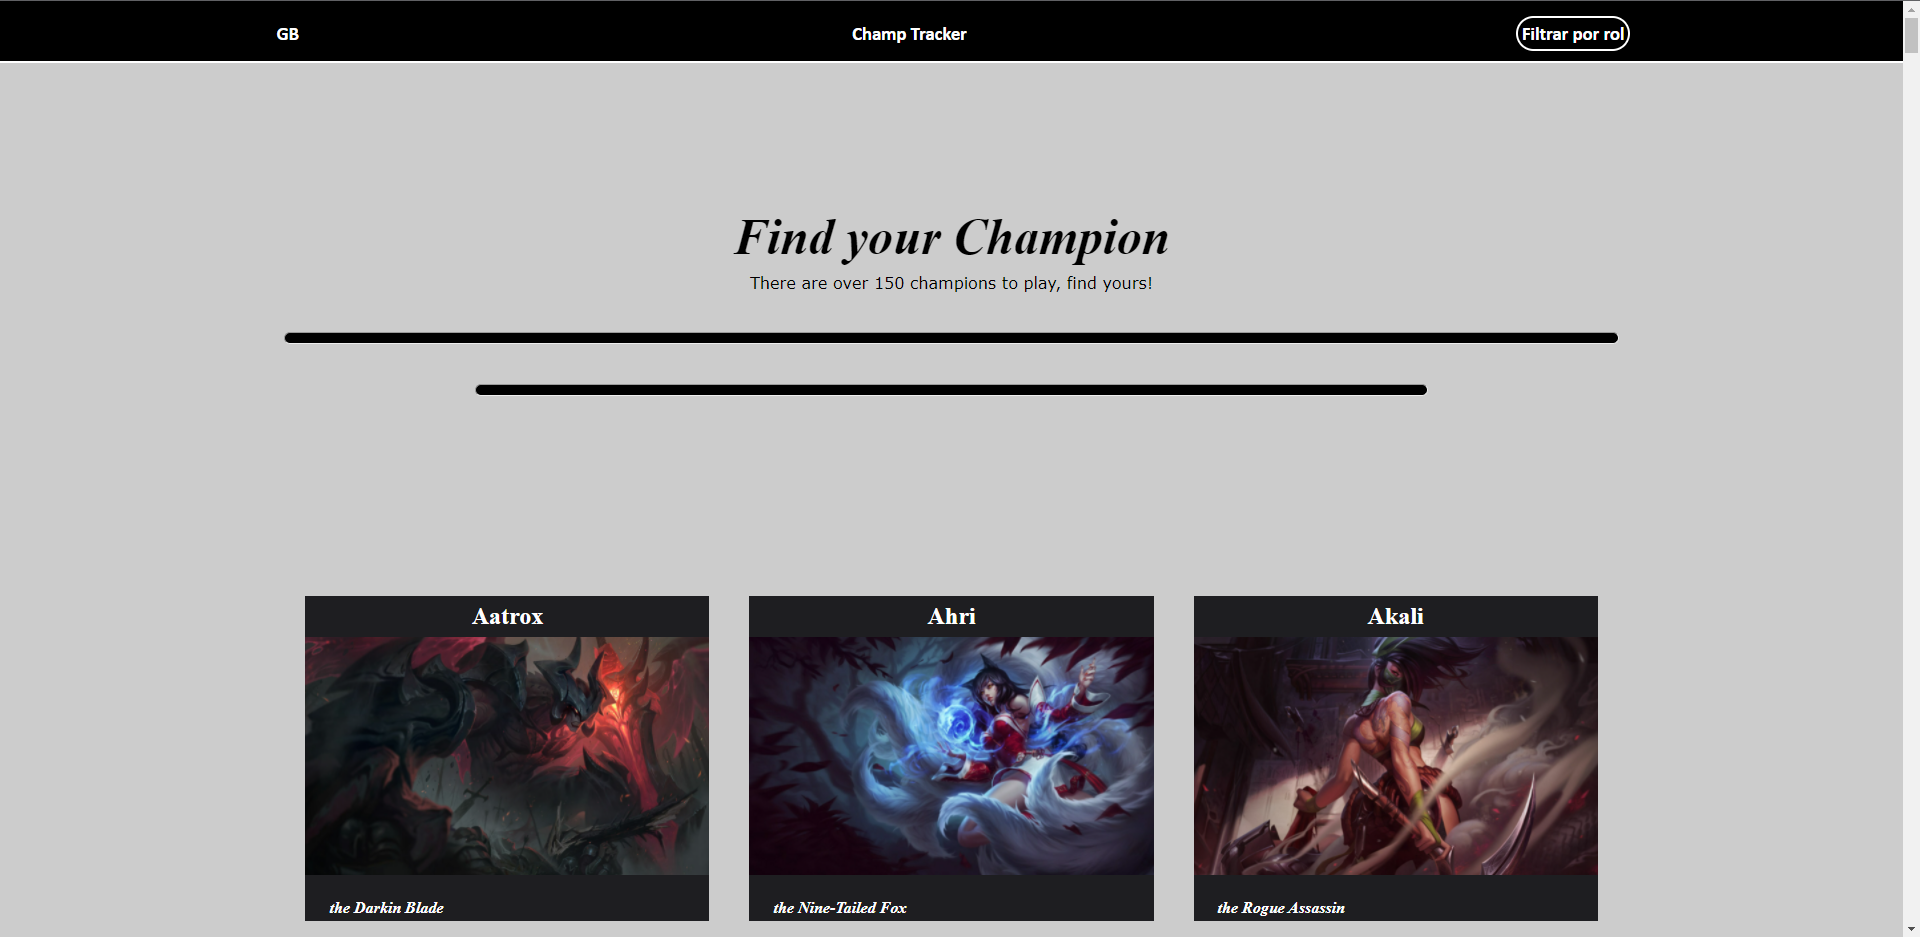 GB
Champ Tracker
Filtrar por rol
Find your Champion
There are over 150 champions to play, find yours!
Aatrox
Ahri
Akali
the Darkin Blade
the Nine-Tailed Fox
the Rogue Assassin